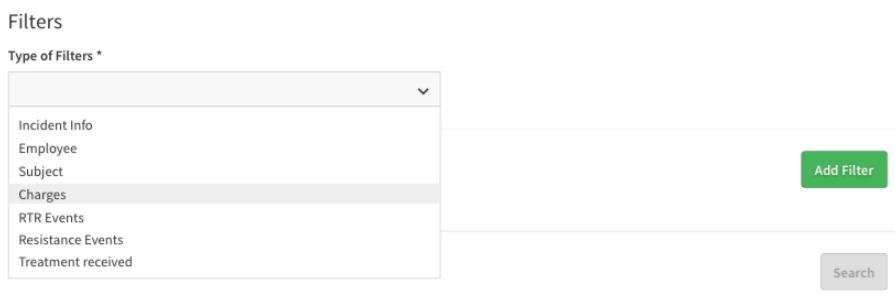 Filters
Type of Filters *
Incident Info
Employee
Subject
Charges
RTR Events
Resistance Events
Treatment received
Add Filter
Search